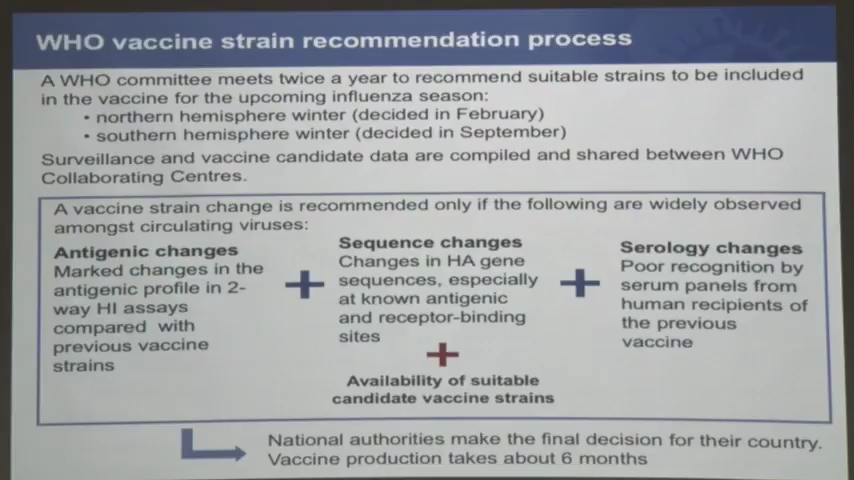 WHO vaccine strain recommendation process
A WHO committee meets twice a year to recommend suitable strains to be included
in the vaccine for the upcoming influenza season:
• northern hemisphere winter (decided in February)
• southern hemisphere winter (decided in September)
Surveillance and vaccine candidate data are compiled and shared between WHO
Collaborating Centres.
A vaccine strain change is recommended only if the following are widely observed
amongst circulating viruses:
Antigenic changes
Marked changes in the
antigenic profile in 2-
way HI assays
compared with
previous vaccine
strains
+
Sequence changes
Changes in HA gene
sequences, especially
at known antigenic
and receptor-binding
sites
+
Serology changes
Poor recognition by
serum panels from
human recipients of
the previous
vaccine
+
Availability of suitable
candidate vaccine strains
National authorities make the final decision for their country.
Vaccine production takes about 6 months